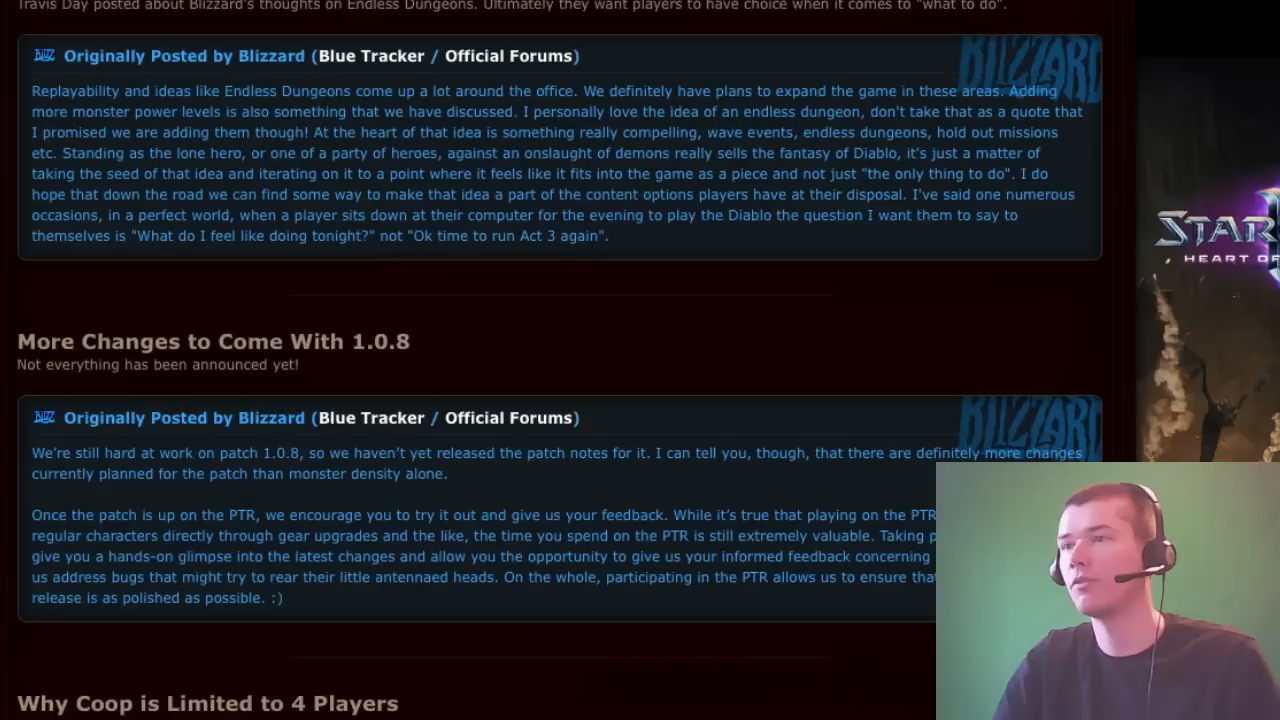 Travis Day posted about Blizzard's thoughts on Endless Dungeons. Ultimately they want players to have choice when it comes to "what to do".
BLIZZ Originally Posted by Blizzard (Blue Tracker / Official Forums)
BLIZZARD
Replayability and ideas like Endless Dungeons come up a lot around the office. We definitely have plans to expand the game in these areas. Adding
more monster power levels is also something that we have discussed. I personally love the idea of an endless dungeon, don't take that as a quote that
I promised we are adding them though! At the heart of that idea is something really compelling, wave events, endless dungeons, hold out missions
etc. Standing as the lone hero, or one of a party of heroes, against an onslaught of demons really sells the fantasy of Diablo, it's just a matter of
taking the seed of that idea and iterating on it to a point where it feels like it fits into the game as a piece and not just "the only thing to do". I do
hope that down the road we can find some way to make that idea a part of the content options players have at their disposal. I've said one numerous
occasions, in a perfect world, when a player sits down at their computer for the evening to play the Diablo the question I want them to say to
themselves is "What do I feel like doing tonight?" not "Ok time to run Act 3 again".
STAR
HEART OF
More Changes to Come With 1.0.8
Not everything has been announced yet!
BLIZZ Originally Posted by Blizzard (Blue Tracker / Official Forums)
BLIZZARD
We're still hard at work on patch 1.0.8, so we haven't yet released the patch notes for it. I can tell you, though, that there are definitely more changes
currently planned for the patch than monster density alone.
Once the patch is up on the PTR, we encourage you to try it out and give us your feedback. While it's true that playing on the PTR
regular characters directly through gear upgrades and the like, the time you spend on the PTR is still extremely valuable. Taking
give you a hands-on glimpse into the latest changes and allow you the opportunity to give us your informed feedback concerning
us address bugs that might try to rear their little antennaed heads. On the whole, participating in the PTR allows us to ensure
release is as polished as possible. :)
Why Coop is Limited to 4 Players